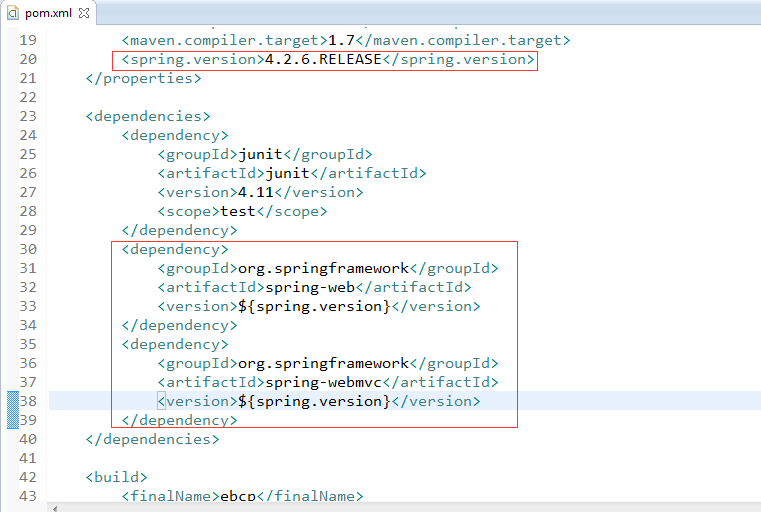 pom.xml
19 <maven.compiler.target>1.7</maven.compiler.target>
20 <spring.version>4.2.6.RELEASE</spring.version>
21 </properties>
22
23 <dependencies>
24 <dependency>
25 <groupId>junit</groupId>
26 <artifactId>junit</artifactId>
27 <version>4.11</version>
28 <scope>test</scope>
29 </dependency>
30 <dependency>
31 <groupId>org.springframework</groupId>
32 <artifactId>spring-web</artifactId>
33 <version>${spring.version}</version>
34 </dependency>
35 <dependency>
36 <groupId>org.springframework</groupId>
37 <artifactId>spring-webmvc</artifactId>
38 <version>${spring.version}</version>
39 </dependency>
40 </dependencies>
41
42 <build>
43 <finalName>ebcp</finalName>